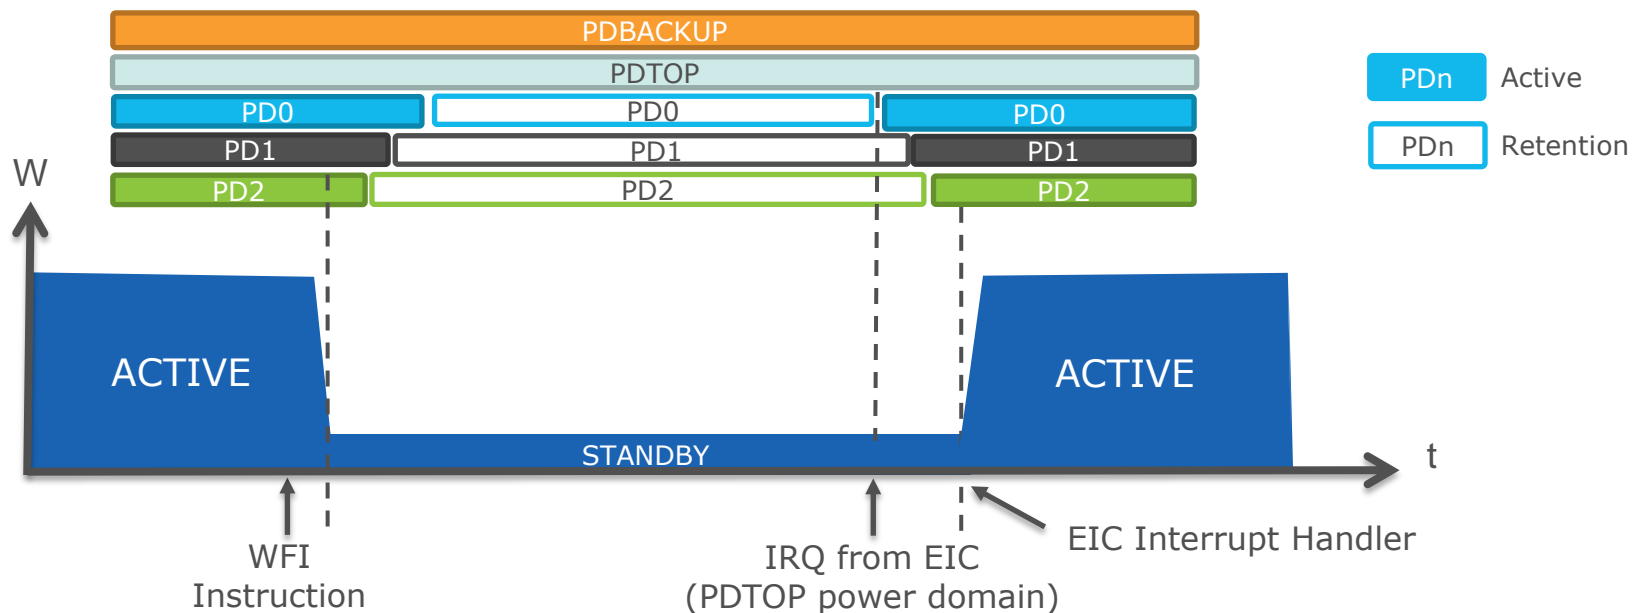 PDBACKUP
PDTOP
PD0 PD0 PD0
PD1 PD1 PD1
PD2 PD2 PD2
PDn Active
PDn Retention
W
ACTIVE
STANDBY
ACTIVE
t
WFI
Instruction
IRQ from EIC
(PDTOP power domain)
EIC Interrupt Handler